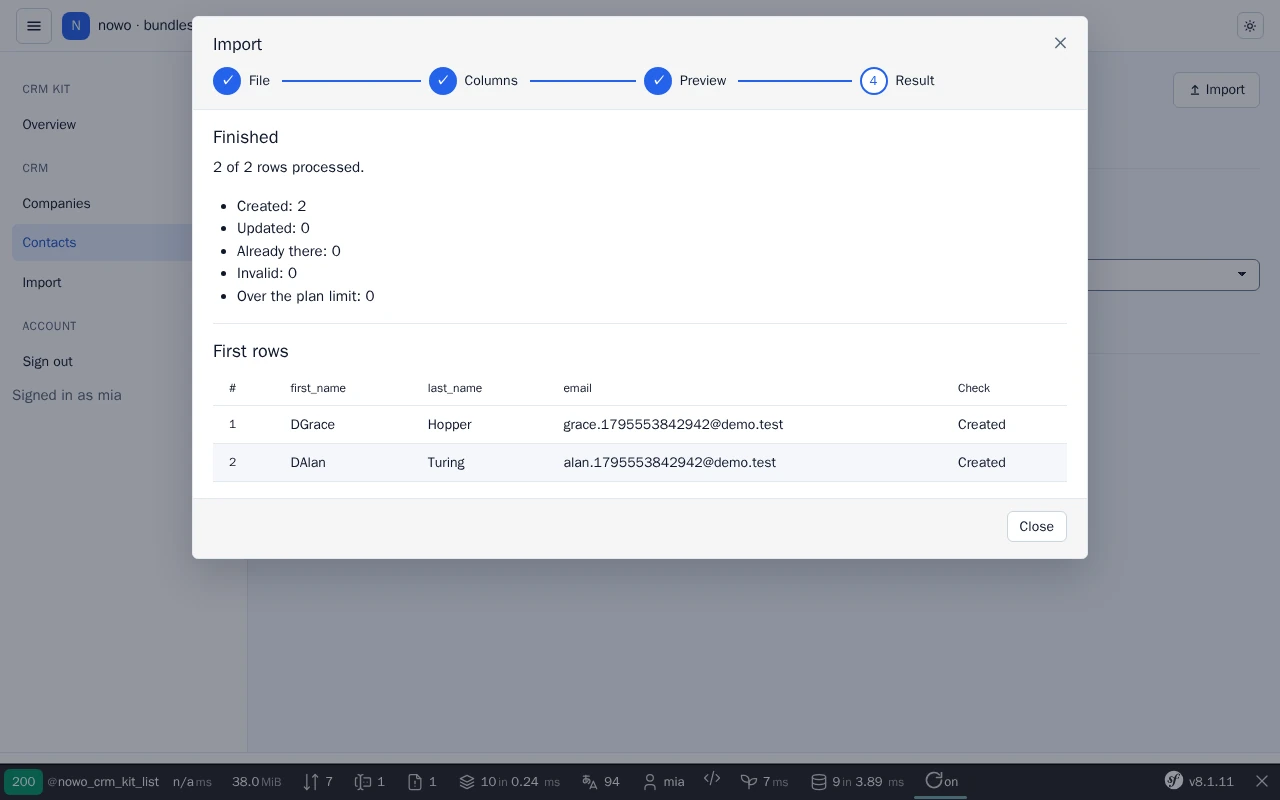 N nowo · bundles
CRM KIT
Overview
CRM
Companies
Contacts
Import
ACCOUNT
Sign out
Signed in as mia
Import
Import
✓ File
✓ Columns
✓ Preview
4 Result
Finished
2 of 2 rows processed.
• Created: 2
• Updated: 0
• Already there: 0
• Invalid: 0
• Over the plan limit: 0
First rows
# first_name last_name email Check
1 DGrace Hopper grace.1795553842942@demo.test Created
2 DAlan Turing alan.1795553842942@demo.test Created
Close
200 @nowo_crm_kit_list n/a ms 38.0 MiB 7 1 1 10 in 0.24 ms 94 mia 7 ms 9 in 3.89 ms on sf v8.1.11